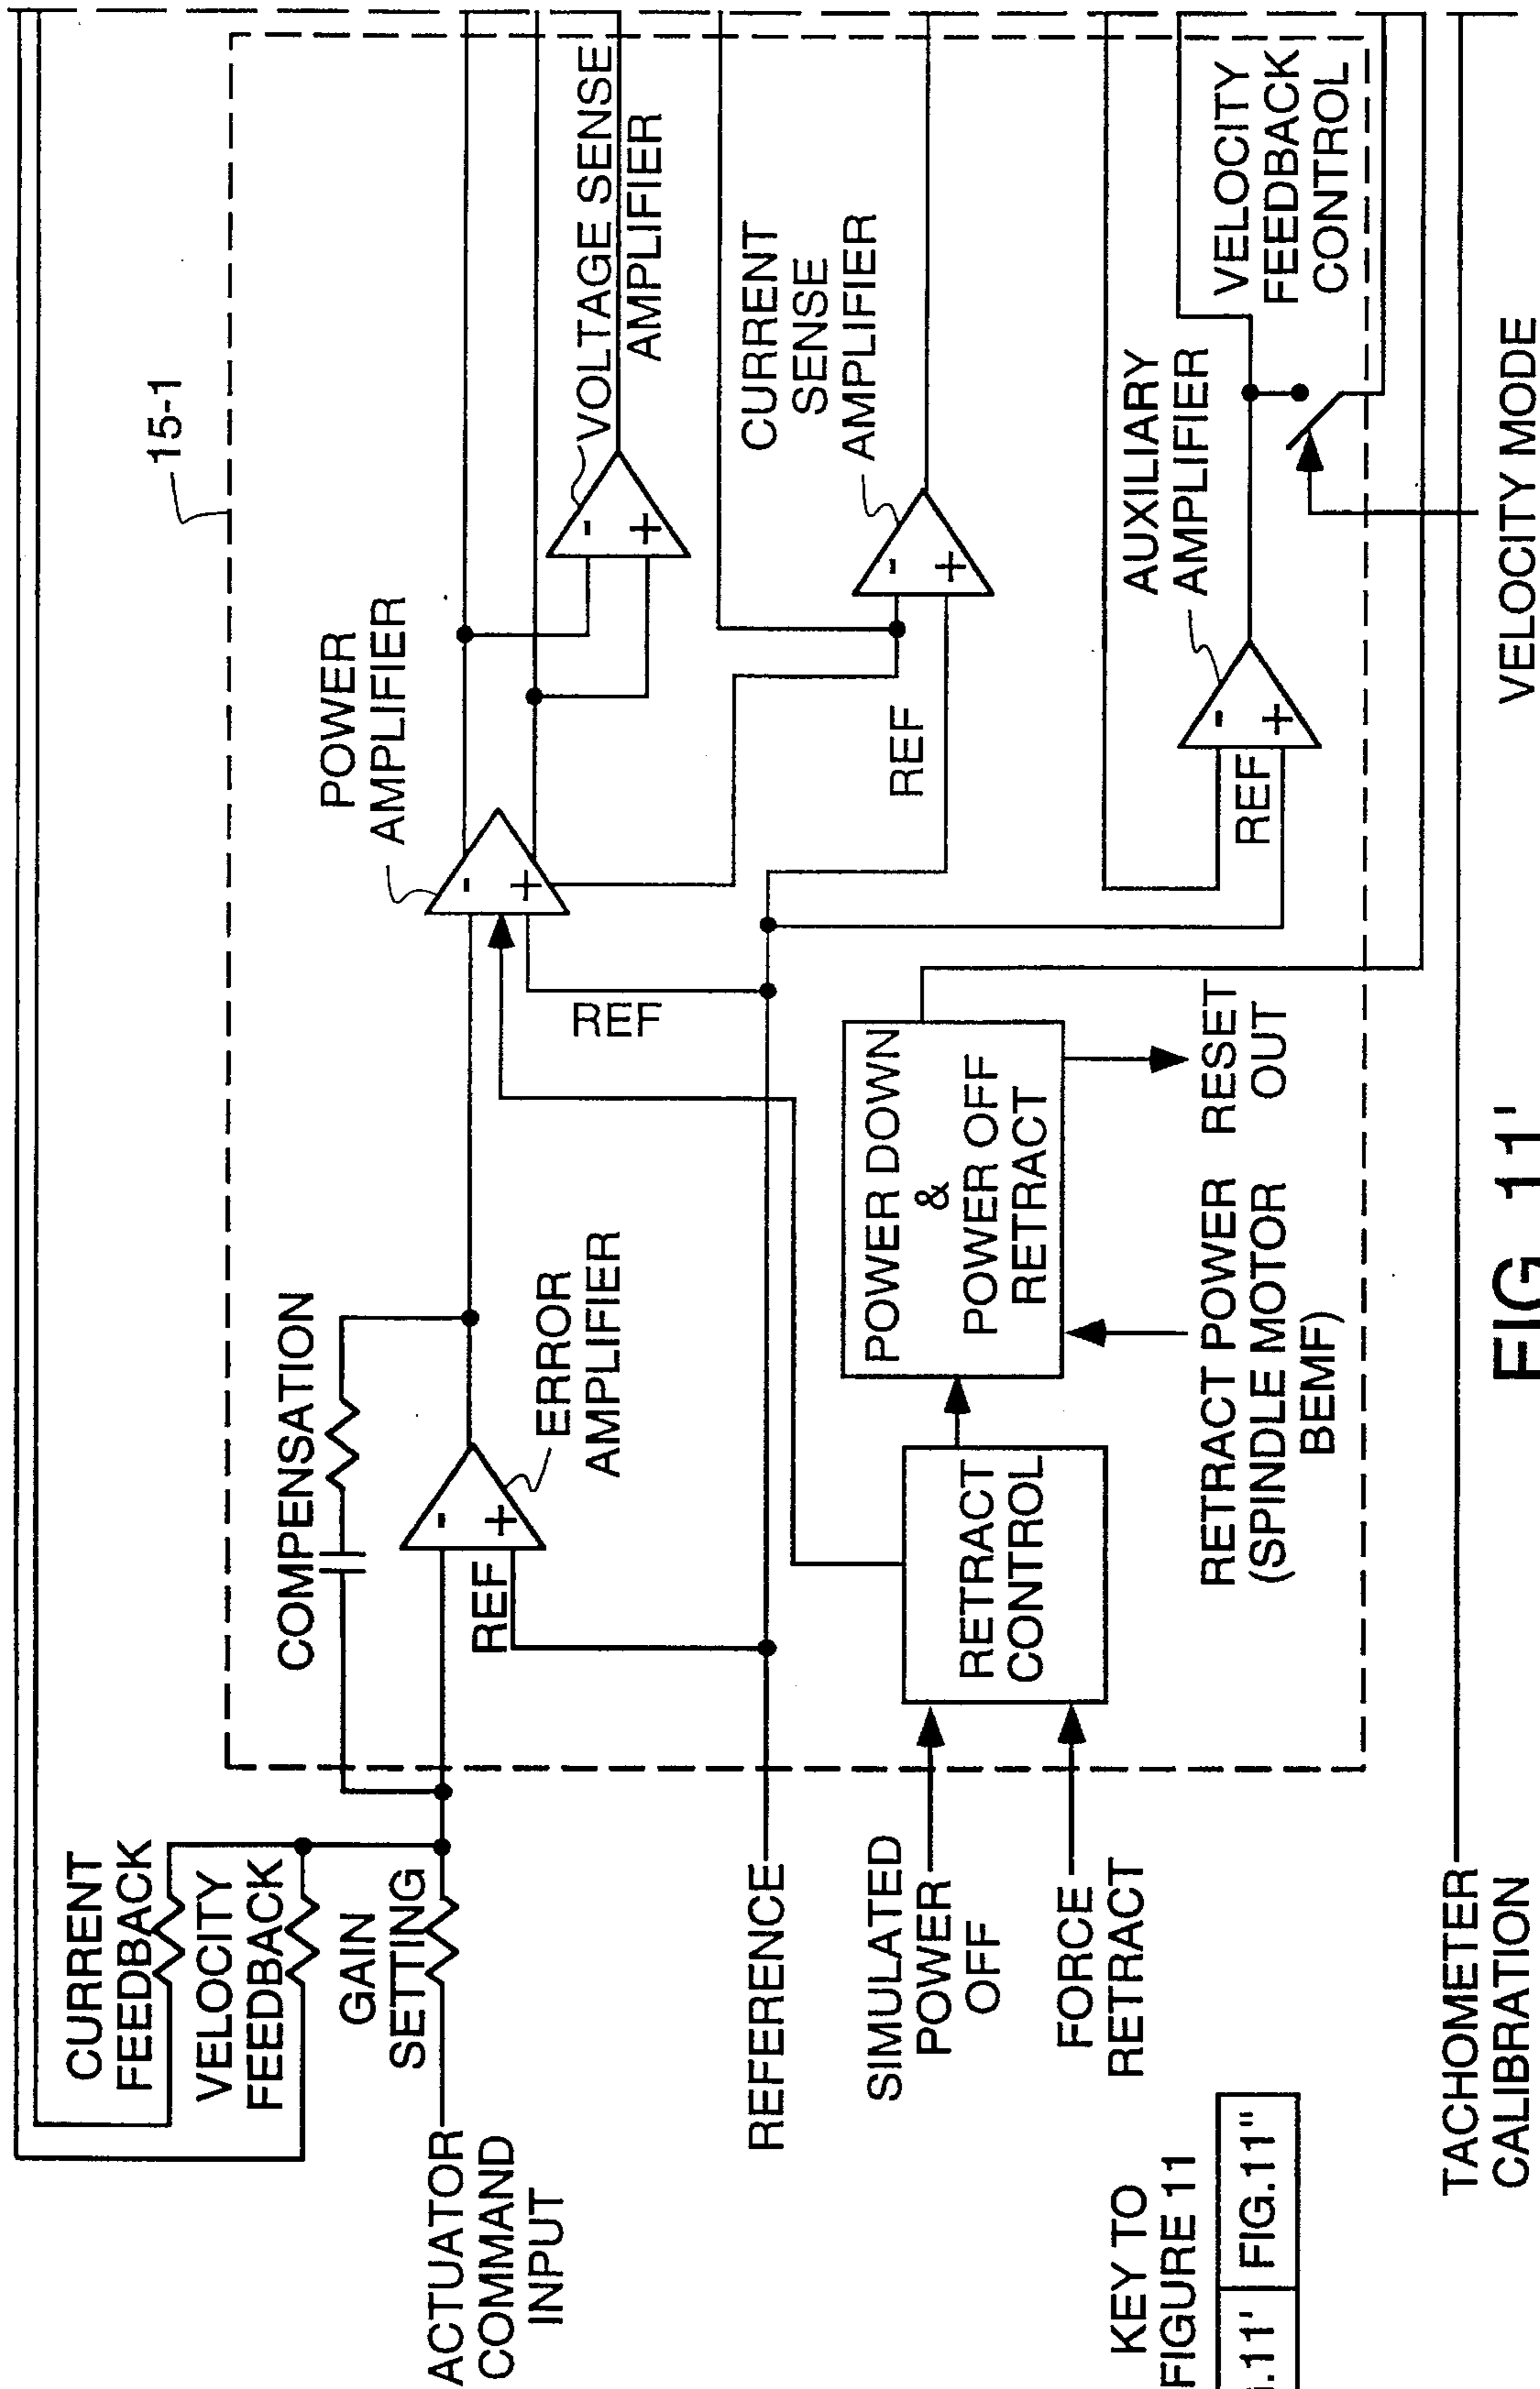 CURRENT
FEEDBACK
VELOCITY
FEEDBACK
GAIN
SETTING
ACTUATOR
COMMAND
INPUT
REFERENCE
SIMULATED
POWER
OFF
FORCE
RETRACT
KEY TO
FIGURE 11
.11' FIG.11"
TACHOMETER
CALIBRATION
15-1
COMPENSATION
-
+
REF
ERROR
AMPLIFIER
POWER
AMPLIFIER
-
+
REF
VOLTAGE SENSE
AMPLIFIER
-
+
CURRENT
SENSE
AMPLIFIER
-
+
REF
RETRACT
CONTROL
POWER DOWN
&
POWER OFF
RETRACT
RETRACT POWER
(SPINDLE MOTOR
BEMF)
RESET
OUT
AUXILIARY
AMPLIFIER
-
+
REF
VELOCITY
FEEDBACK
CONTROL
VELOCITY MODE
FIG. 11'